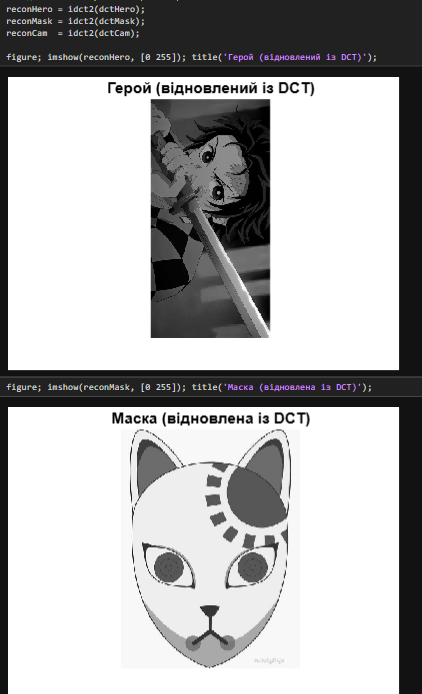 reconHero = idct2(dctHero);
reconMask = idct2(dctMask);
reconCam  = idct2(dctCam);
figure; imshow(reconHero, [0 255]); title('Герой (відновлений із DCT)');
Герой (відновлений із DCT)
figure; imshow(reconMask, [0 255]); title('Маска (відновлена із DCT)');
Маска (відновлена із DCT)